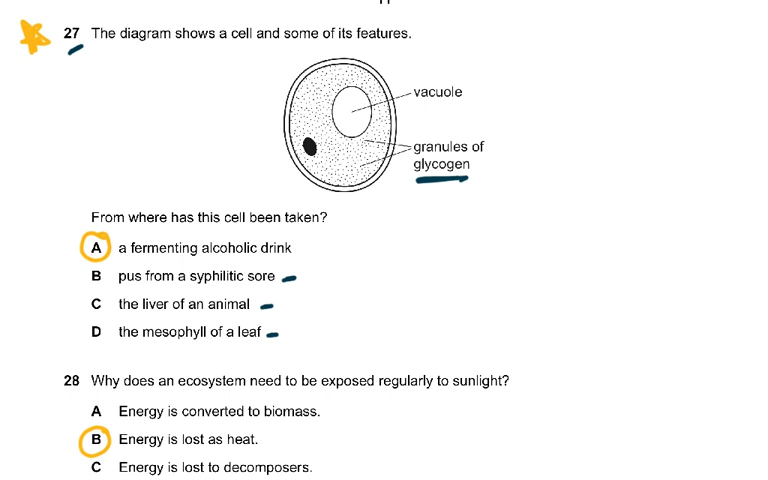 27 The diagram shows a cell and some of its features.
vacuole
granules of
glycogen
From where has this cell been taken?
A a fermenting alcoholic drink
B pus from a syphilitic sore
C the liver of an animal
D the mesophyll of a leaf
28 Why does an ecosystem need to be exposed regularly to sunlight?
A Energy is converted to biomass.
B Energy is lost as heat.
C Energy is lost to decomposers.